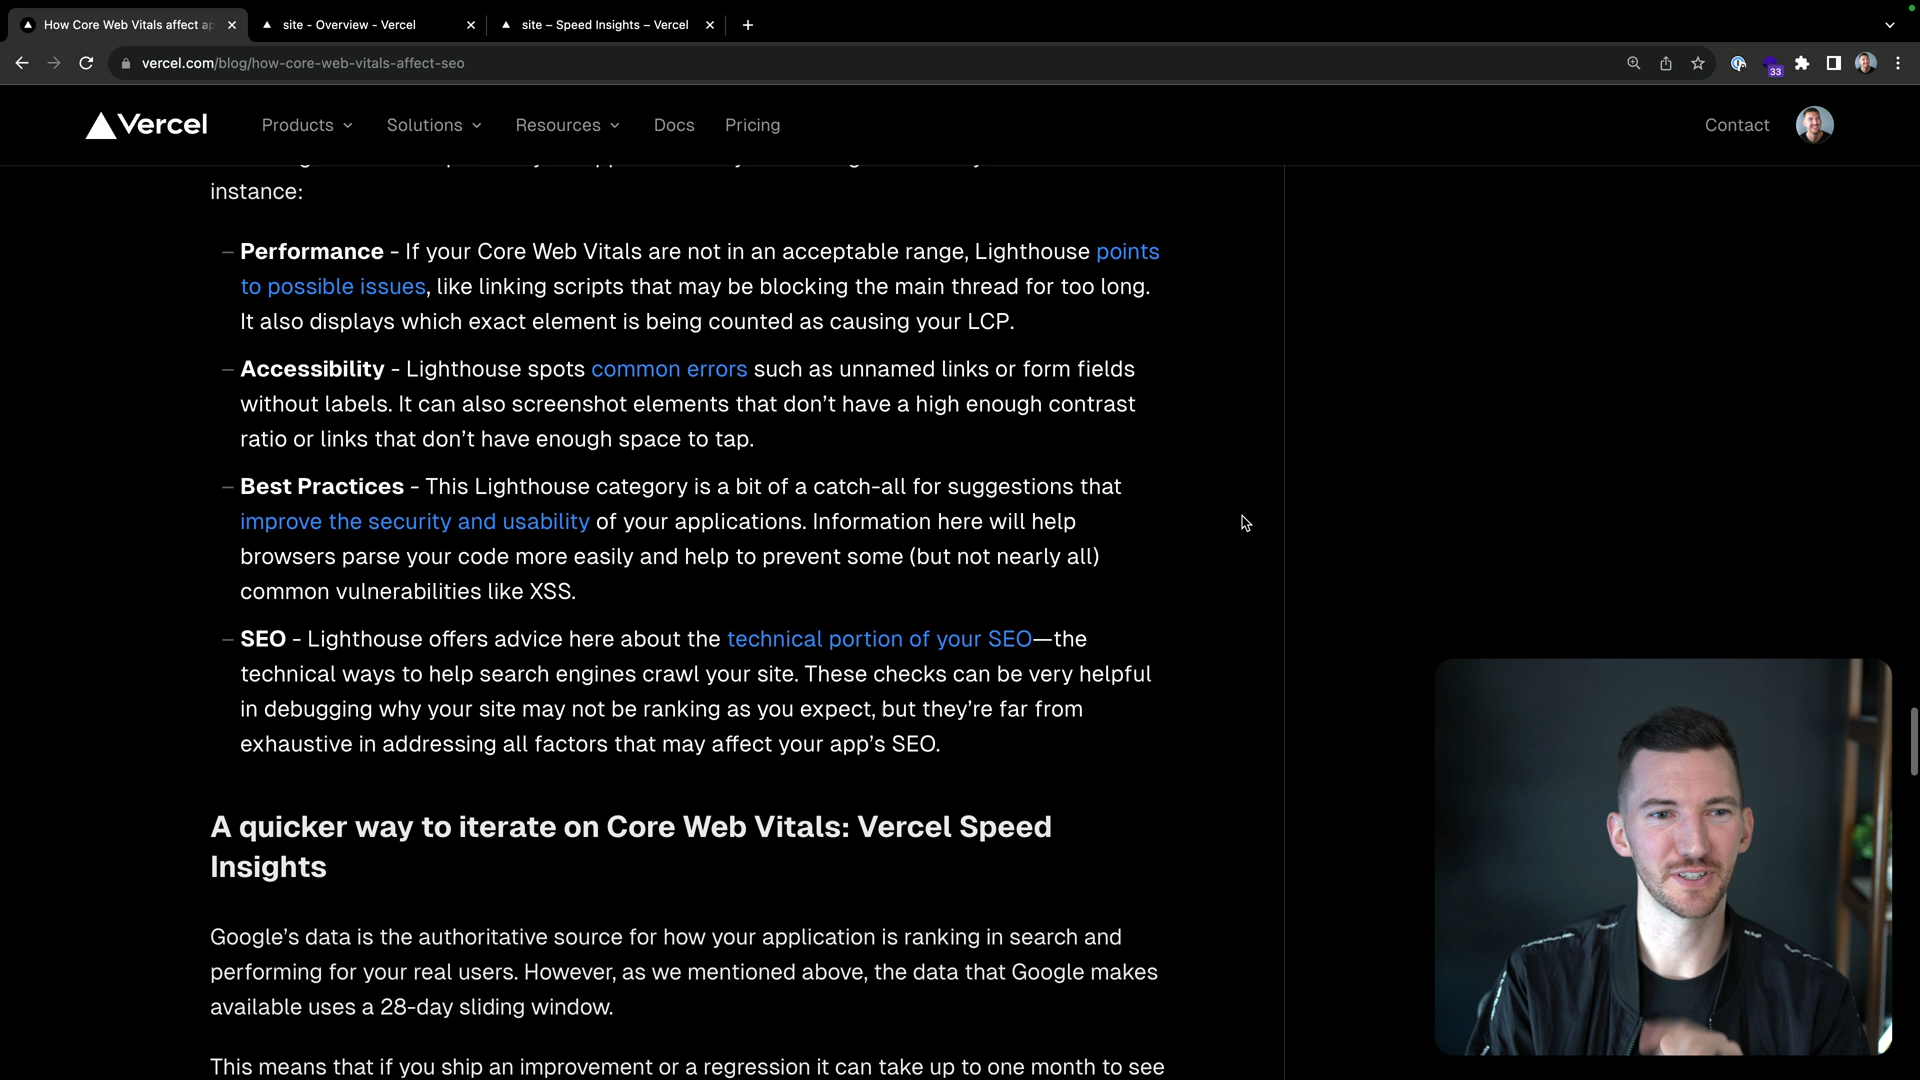 How Core Web Vitals affect ap
site - Overview - Vercel
site – Speed Insights – Vercel
vercel.com/blog/how-core-web-vitals-affect-seo
33
Vercel
Products
Solutions
Resources
Docs
Pricing
Contact
instance:
– Performance - If your Core Web Vitals are not in an acceptable range, Lighthouse points
to possible issues, like linking scripts that may be blocking the main thread for too long.
It also displays which exact element is being counted as causing your LCP.
– Accessibility - Lighthouse spots common errors such as unnamed links or form fields
without labels. It can also screenshot elements that don’t have a high enough contrast
ratio or links that don’t have enough space to tap.
– Best Practices - This Lighthouse category is a bit of a catch-all for suggestions that
improve the security and usability of your applications. Information here will help
browsers parse your code more easily and help to prevent some (but not nearly all)
common vulnerabilities like XSS.
– SEO - Lighthouse offers advice here about the technical portion of your SEO—the
technical ways to help search engines crawl your site. These checks can be very helpful
in debugging why your site may not be ranking as you expect, but they’re far from
exhaustive in addressing all factors that may affect your app’s SEO.
A quicker way to iterate on Core Web Vitals: Vercel Speed
Insights
Google’s data is the authoritative source for how your application is ranking in search and
performing for your real users. However, as we mentioned above, the data that Google makes
available uses a 28-day sliding window.
This means that if you ship an improvement or a regression it can take up to one month to see